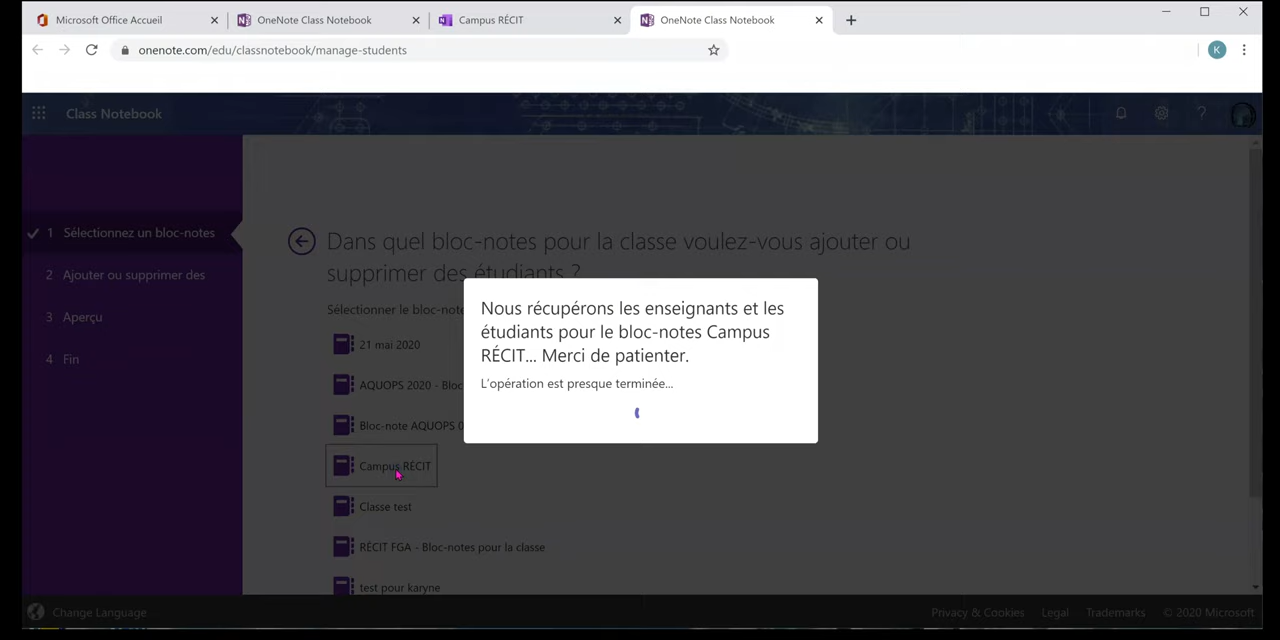 Microsoft Office Accueil
OneNote Class Notebook
Campus RÉCIT
OneNote Class Notebook
onenote.com/edu/classnotebook/manage-students
K
Class Notebook
?
1 Sélectionnez un bloc-notes
2 Ajouter ou supprimer des
3 Aperçu
4 Fin
Dans quel bloc-notes pour la classe voulez-vous ajouter ou
supprimer des étudiants ?
Sélectionner le bloc-note
21 mai 2020
AQUOPS 2020 - Bloc
Bloc-note AQUOPS 0
Campus RÉCIT
Classe test
RÉCIT FGA - Bloc-notes pour la classe
test pour karyne
Nous récupérons les enseignants et les
étudiants pour le bloc-notes Campus
RÉCIT... Merci de patienter.
L'opération est presque terminée...
Change Language
Privacy & Cookies Legal Trademarks © 2020 Microsoft